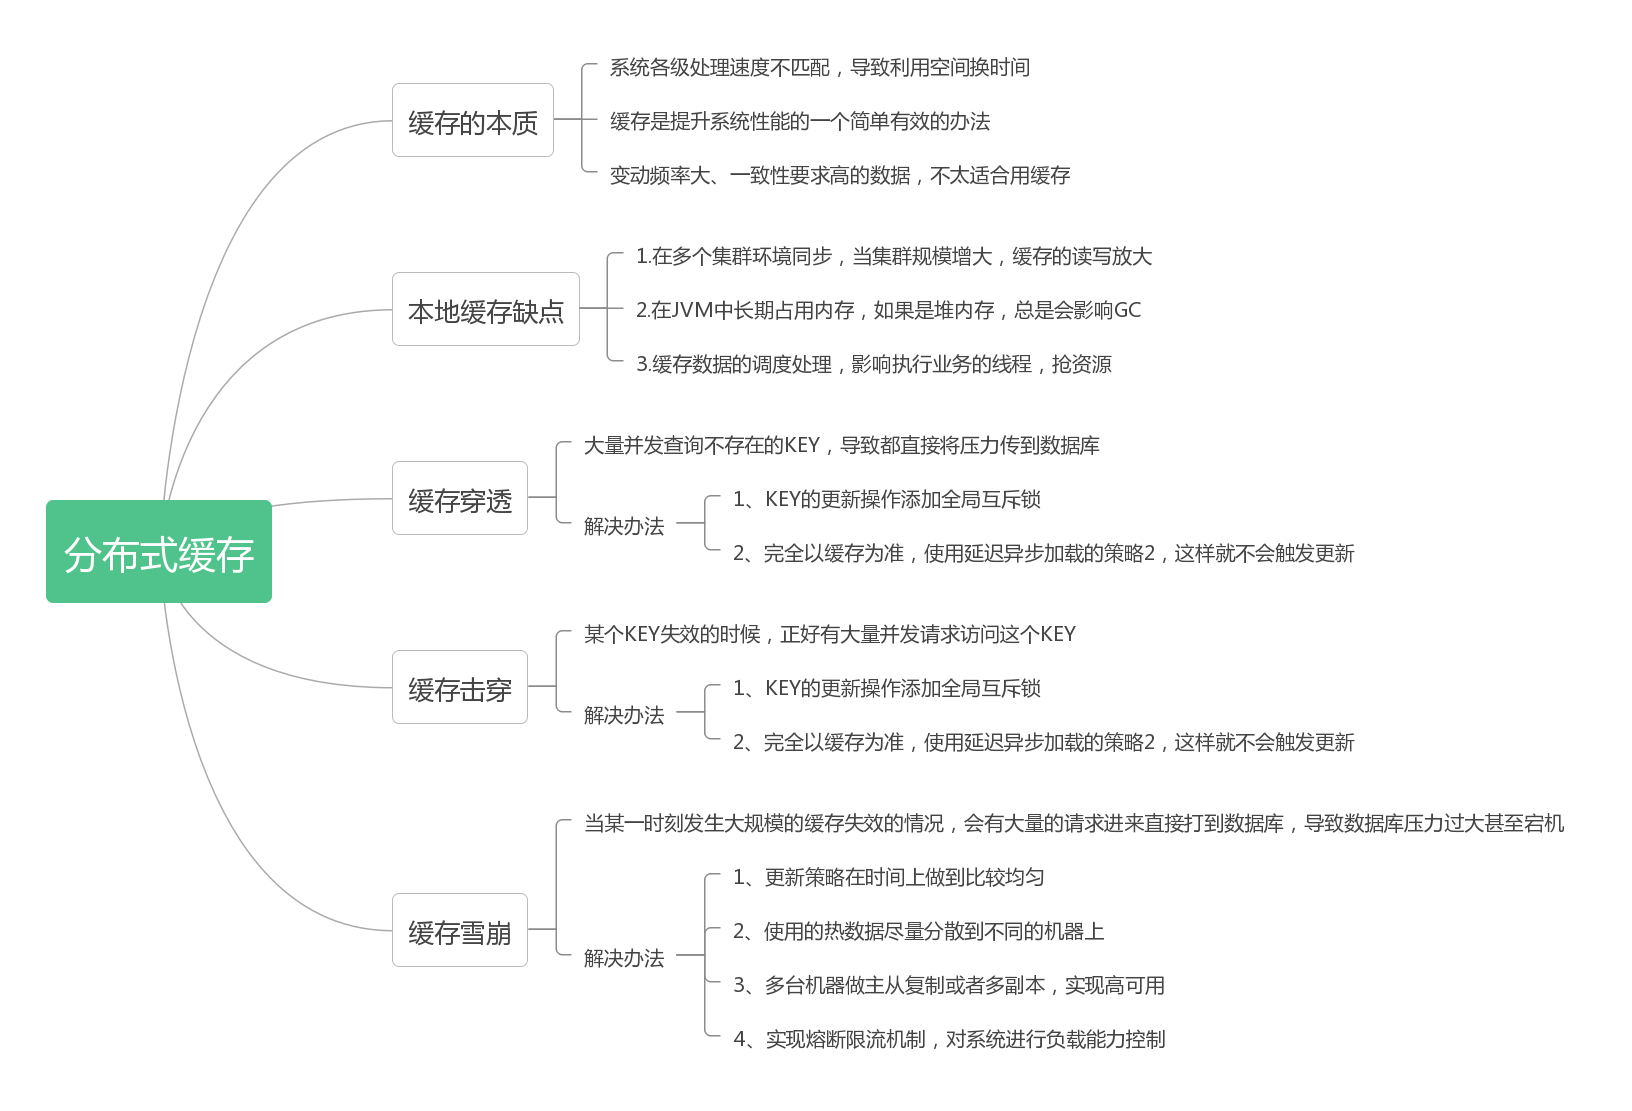 分布式缓存
缓存的本质
系统各级处理速度不匹配，导致利用空间换时间
缓存是提升系统性能的一个简单有效的办法
变动频率大、一致性要求高的数据，不太适合用缓存
本地缓存缺点
1.在多个集群环境同步，当集群规模增大，缓存的读写放大
2.在JVM中长期占用内存，如果是堆内存，总是会影响GC
3.缓存数据的调度处理，影响执行业务的线程，抢资源
缓存穿透
大量并发查询不存在的KEY，导致都直接将压力传到数据库
解决办法
1、KEY的更新操作添加全局互斥锁
2、完全以缓存为准，使用延迟异步加载的策略2，这样就不会触发更新
缓存击穿
某个KEY失效的时候，正好有大量并发请求访问这个KEY
解决办法
1、KEY的更新操作添加全局互斥锁
2、完全以缓存为准，使用延迟异步加载的策略2，这样就不会触发更新
缓存雪崩
当某一时刻发生大规模的缓存失效的情况，会有大量的请求进来直接打到数据库，导致数据库压力过大甚至宕机
解决办法
1、更新策略在时间上做到比较均匀
2、使用的热数据尽量分散到不同的机器上
3、多台机器做主从复制或者多副本，实现高可用
4、实现熔断限流机制，对系统进行负载能力控制